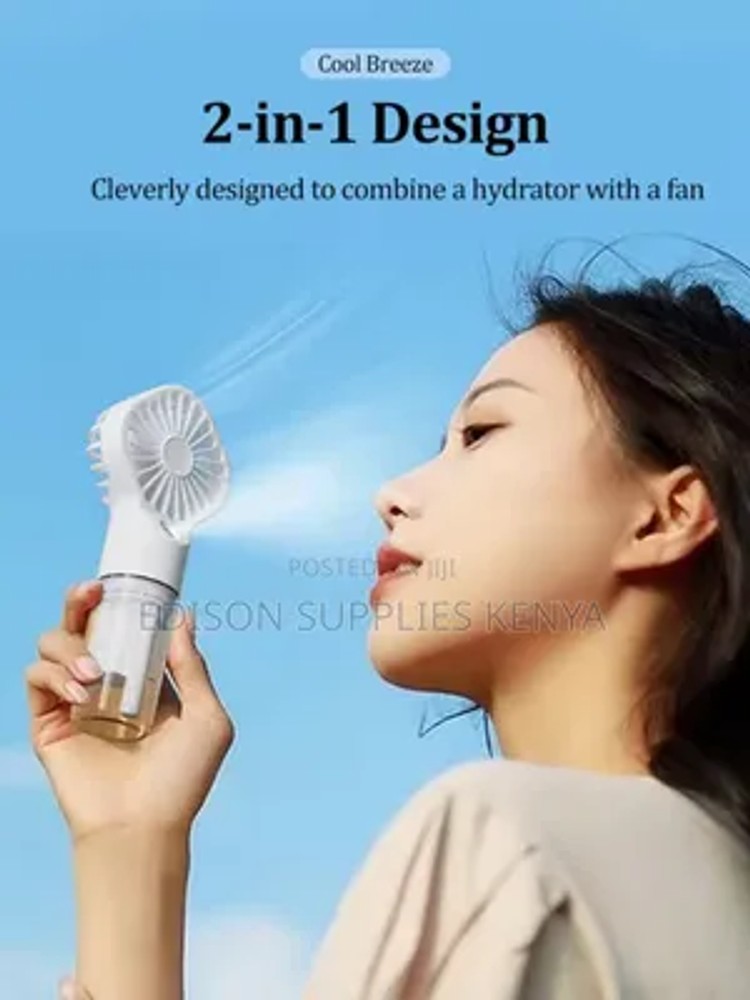 Cool Breeze
2-in-1 Design
Cleverly designed to combine a hydrator with a fan
POSTED ON JIJI
EDISON SUPPLIES KENYA